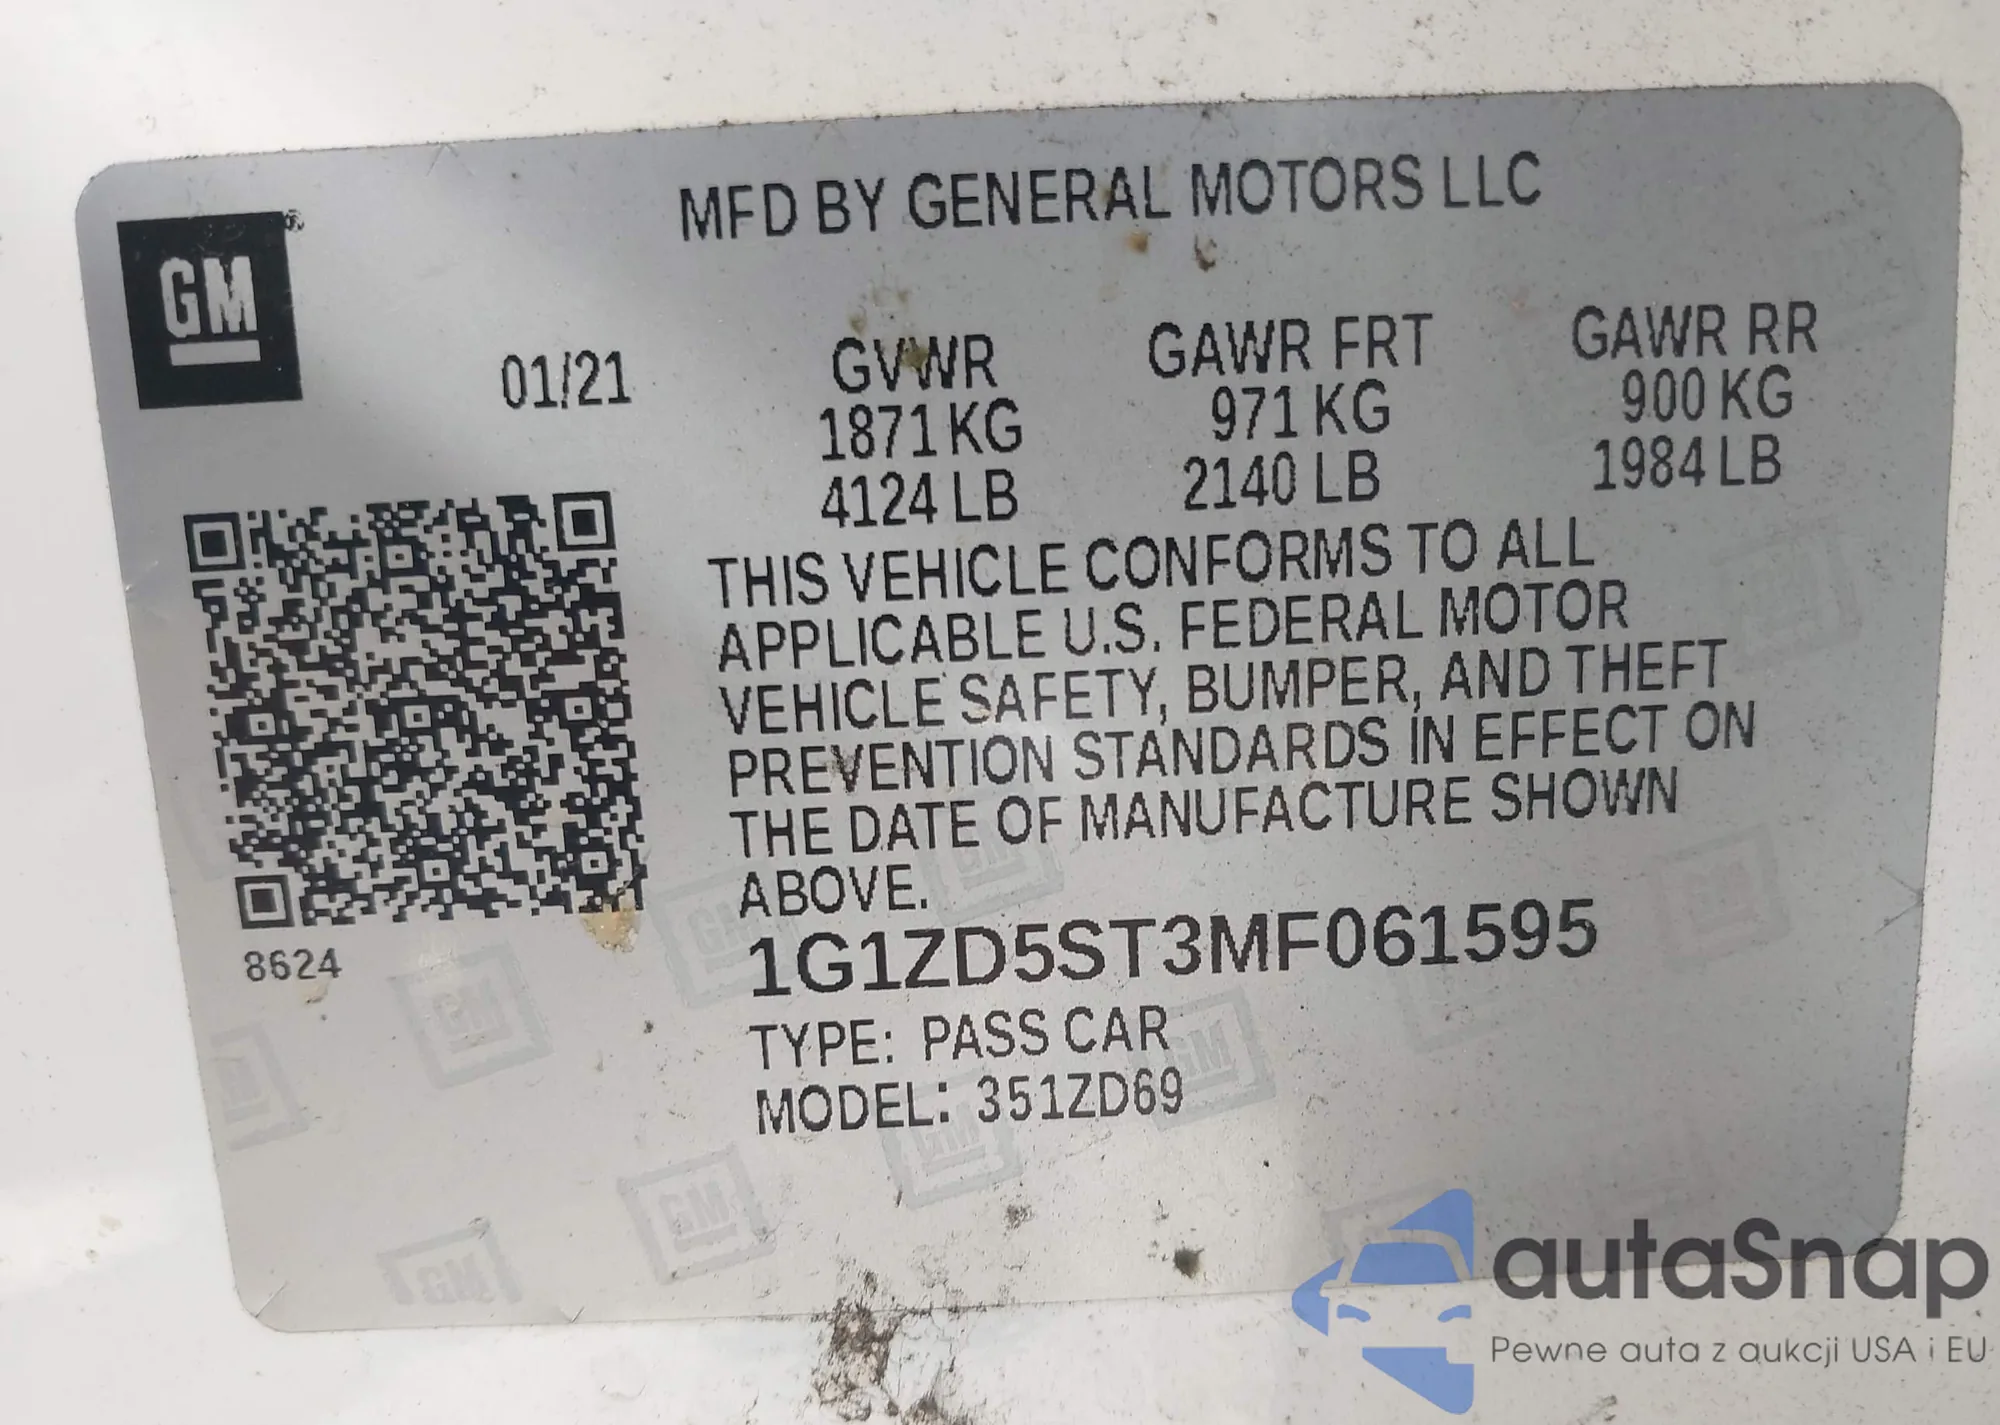 MFD BY GENERAL MOTORS LLC
GM
01/21
GVWR GAWR FRT GAWR RR
1871 KG 971 KG 900 KG
4124 LB 2140 LB 1984 LB
THIS VEHICLE CONFORMS TO ALL
APPLICABLE U.S. FEDERAL MOTOR
VEHICLE SAFETY, BUMPER, AND THEFT
PREVENTION STANDARDS IN EFFECT ON
THE DATE OF MANUFACTURE SHOWN
ABOVE.
8624
1G1ZD5ST3MF061595
TYPE: PASS CAR
MODEL: 351ZD69
autaSnap
Pewne auta z aukcji USA i EU